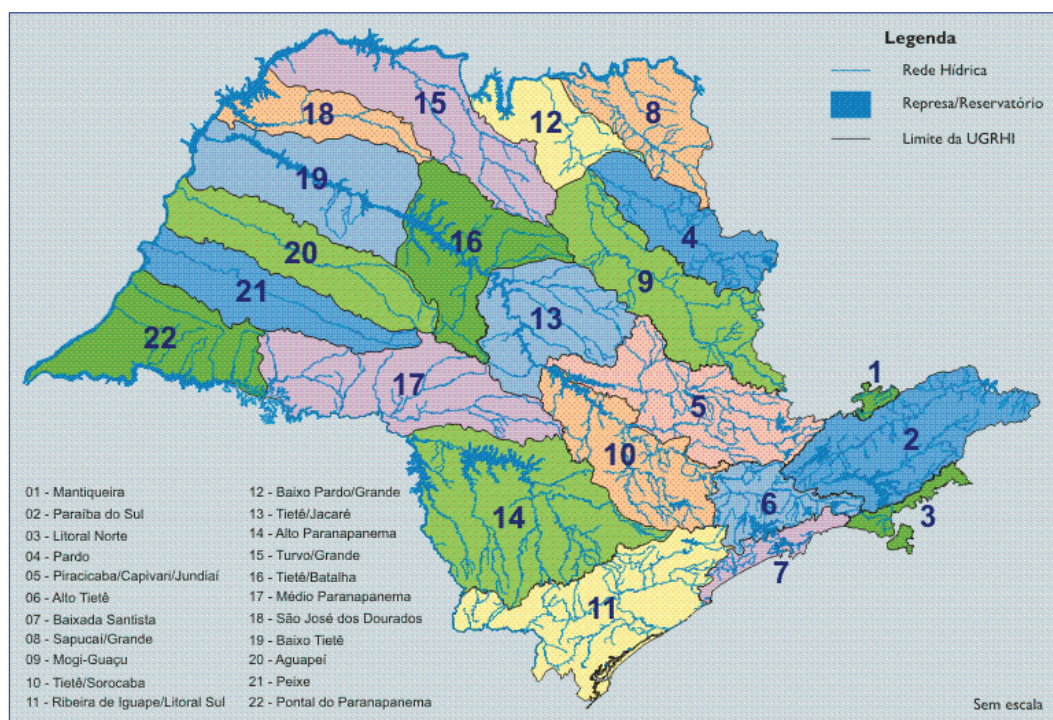 Legenda
Rede Hídrica
Represa/Reservatório
Limite da UGRHI
15
8
12
18
19
4
16
20
9
21
13
22
1
17
5
2
10
6
3
14
7
11
01 - Mantiqueira
02 - Paraíba do Sul
03 - Litoral Norte
04 - Pardo
05 - Piracicaba/Capivari/Jundiaí
06 - Alto Tietê
07 - Baixada Santista
08 - Sapucaí/Grande
09 - Mogi-Guaçu
10 - Tietê/Sorocaba
11 - Ribeira de Iguape/Litoral Sul
12 - Baixo Pardo/Grande
13 - Tietê/Jacaré
14 - Alto Paranapanema
15 - Turvo/Grande
16 - Tietê/Batalha
17 - Médio Paranapanema
18 - São José dos Dourados
19 - Baixo Tietê
20 - Aguapeí
21 - Peixe
22 - Pontal do Paranapanema
Sem escala